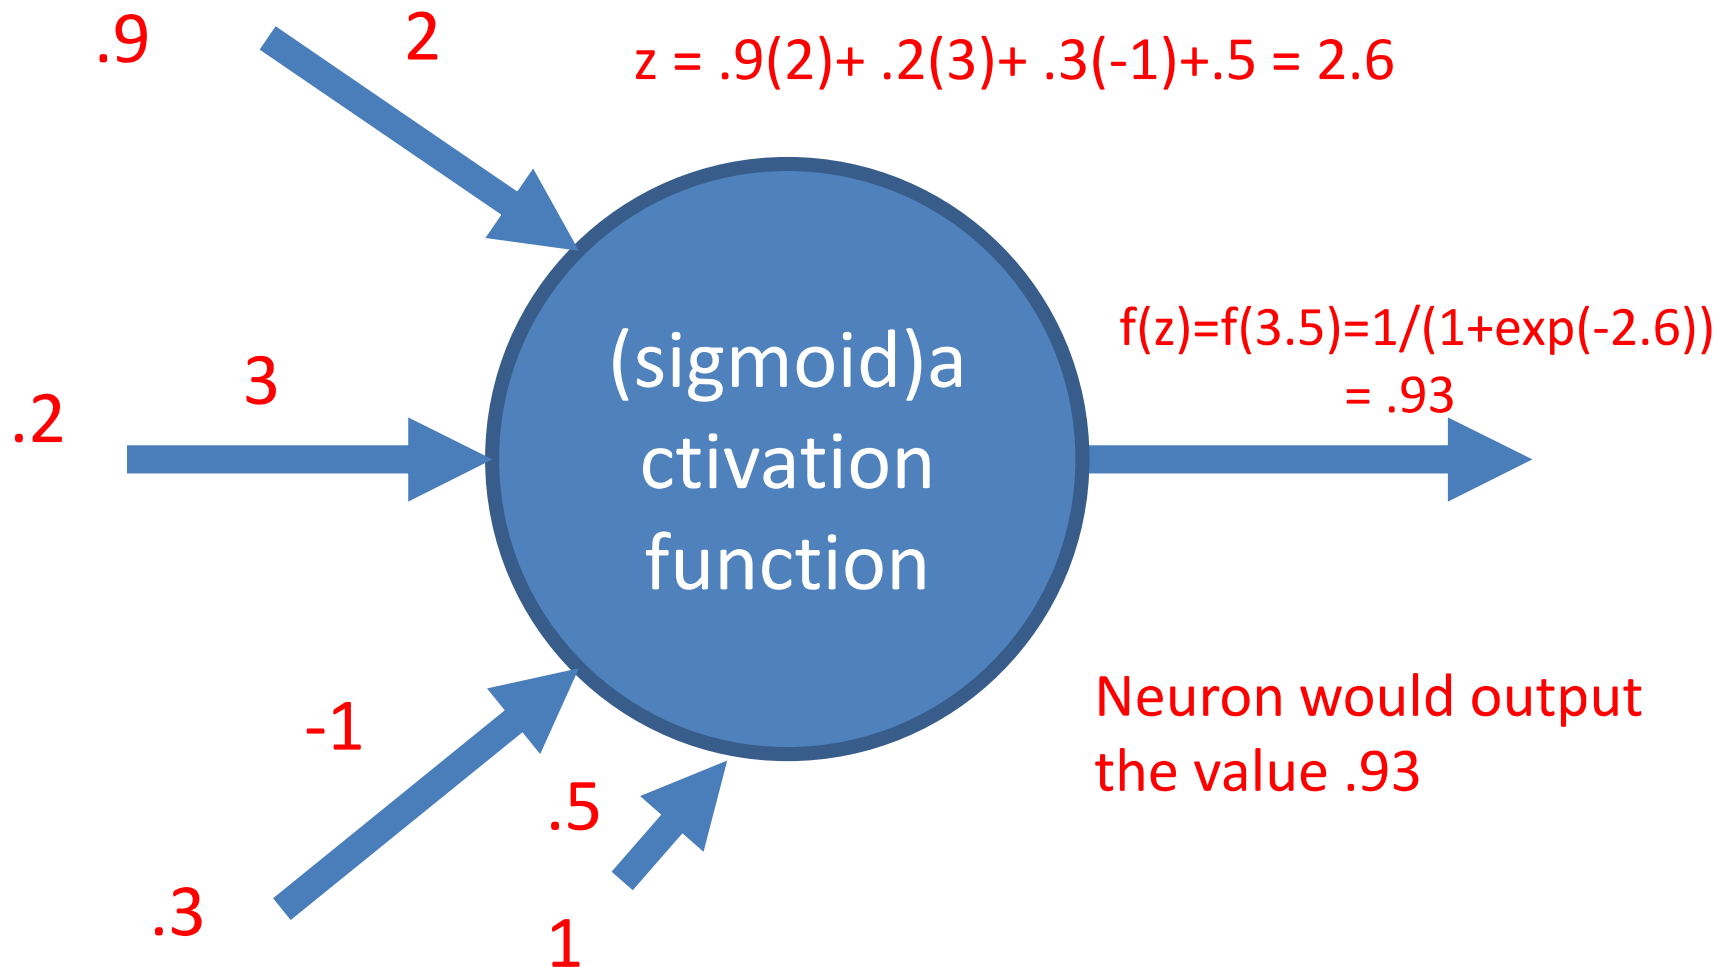 .9
2
z = .9(2)+ .2(3)+ .3(-1)+.5 = 2.6
(sigmoid)a
ctivation
function
f(z)=f(3.5)=1/(1+exp(-2.6))
= .93
3
.2
-1
.5
.3
1
Neuron would output
the value .93